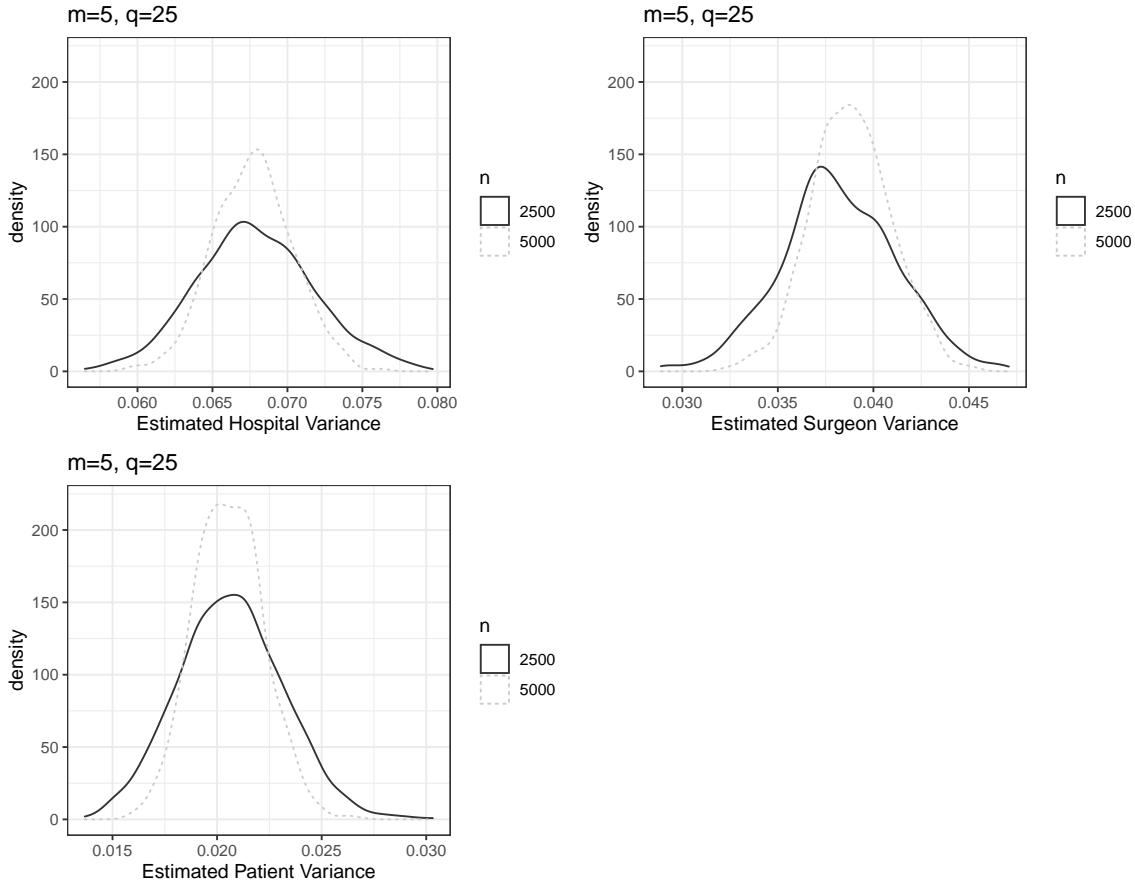 m=5, q=25
200
150
100
50
0
density
0.060 0.065 0.070 0.075 0.080
Estimated Hospital Variance
n
2500
5000
m=5, q=25
200
150
100
50
0
density
0.030 0.035 0.040 0.045
Estimated Surgeon Variance
n
2500
5000
m=5, q=25
200
150
100
50
0
density
0.015 0.020 0.025 0.030
Estimated Patient Variance
n
2500
5000